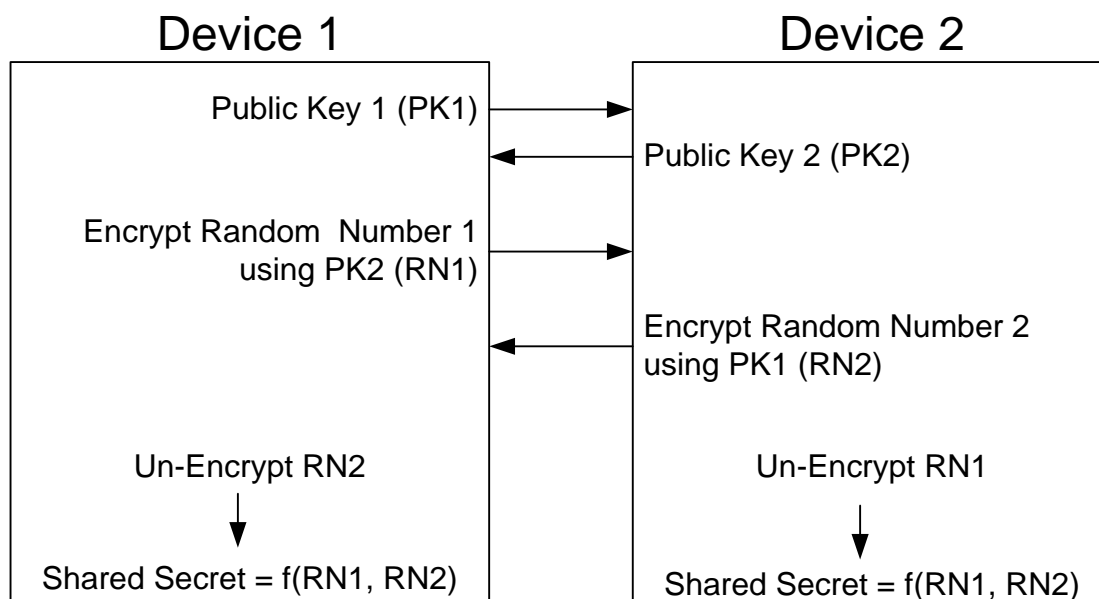 Device 1
Device 2
Public Key 1 (PK1)
Public Key 2 (PK2)
Encrypt Random Number 1
using PK2 (RN1)
Encrypt Random Number 2
using PK1 (RN2)
Un-Encrypt RN2
Un-Encrypt RN1
Shared Secret = f(RN1, RN2)
Shared Secret = f(RN1, RN2)